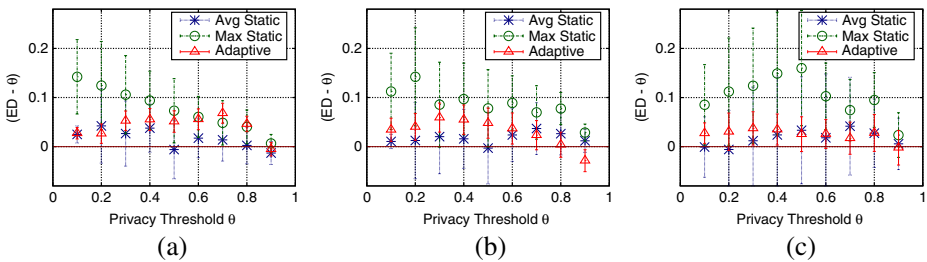 Avg Static
Max Static
Adaptive
(ED - θ)
0.2
0.1
0
0 0.2 0.4 0.6 0.8 1
Privacy Threshold θ
(a)
Avg Static
Max Static
Adaptive
(ED - θ)
0.2
0.1
0
0 0.2 0.4 0.6 0.8 1
Privacy Threshold θ
(b)
Avg Static
Max Static
Adaptive
(ED - θ)
0.2
0.1
0
0 0.2 0.4 0.6 0.8 1
Privacy Threshold θ
(c)